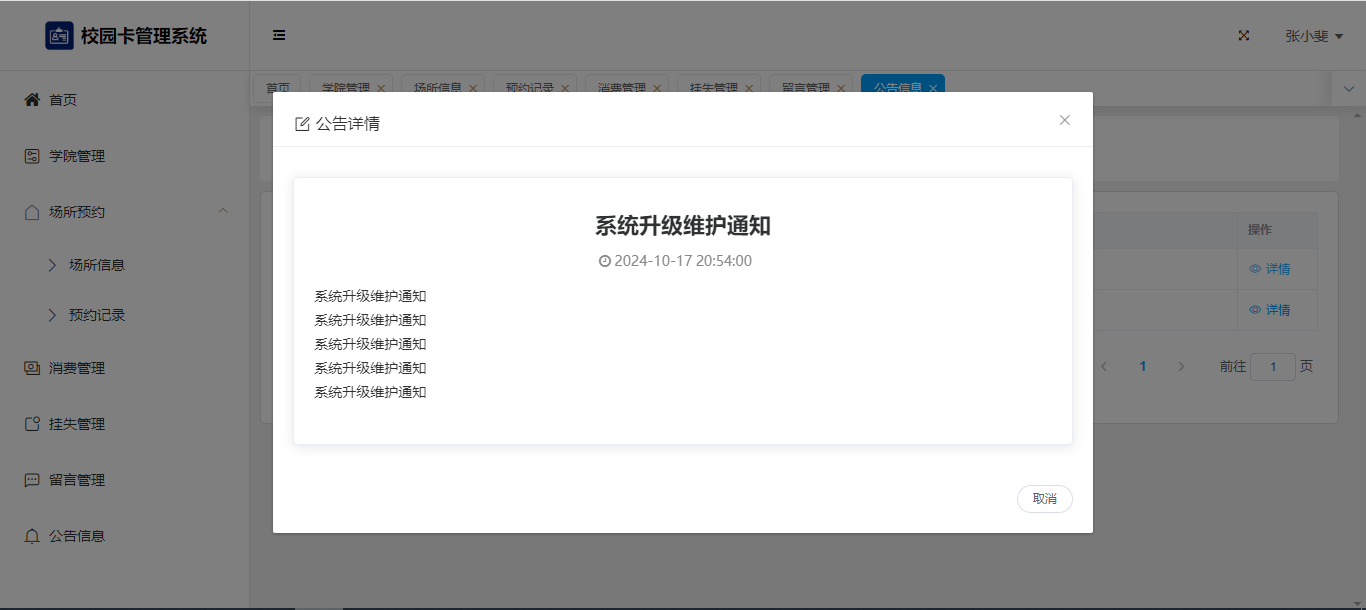 校园卡管理系统
张小斐
首页
学院管理
场所预约
场所信息
预约记录
消费管理
挂失管理
留言管理
公告信息
首页 学院管理 场所信息 预约记录 消费管理 挂失管理 留言管理 公告信息
公告详情
系统升级维护通知
2024-10-17 20:54:00
系统升级维护通知
系统升级维护通知
系统升级维护通知
系统升级维护通知
系统升级维护通知
取消
操作
详情
详情
1 前往 1 页